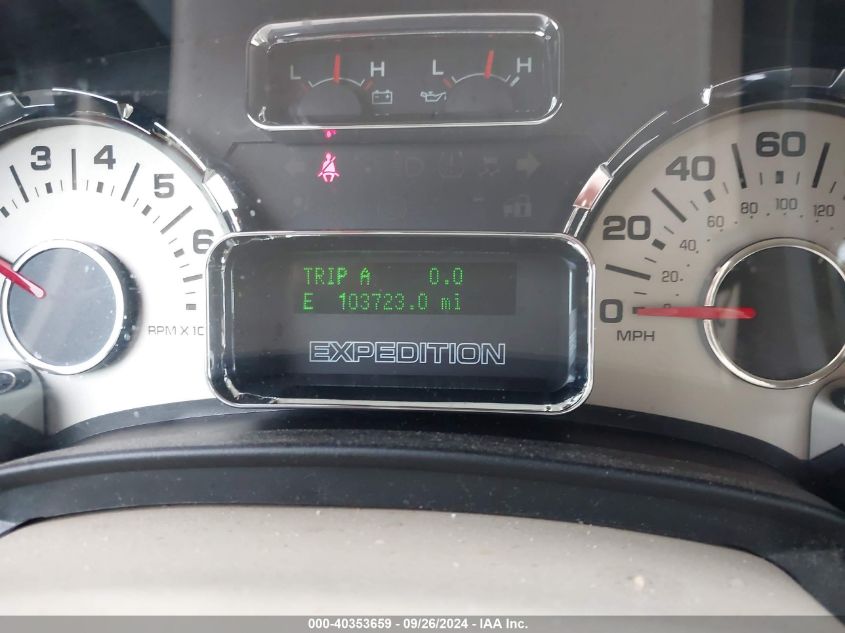 L H L H
3 4 5 6
RPM X 10
TRIP A 0.0
E 103723.0 mi
EXPEDITION
0 20 40 60
0 20 40 60 80 100 120
MPH
000-40353659 - 09/26/2024 - IAA Inc.